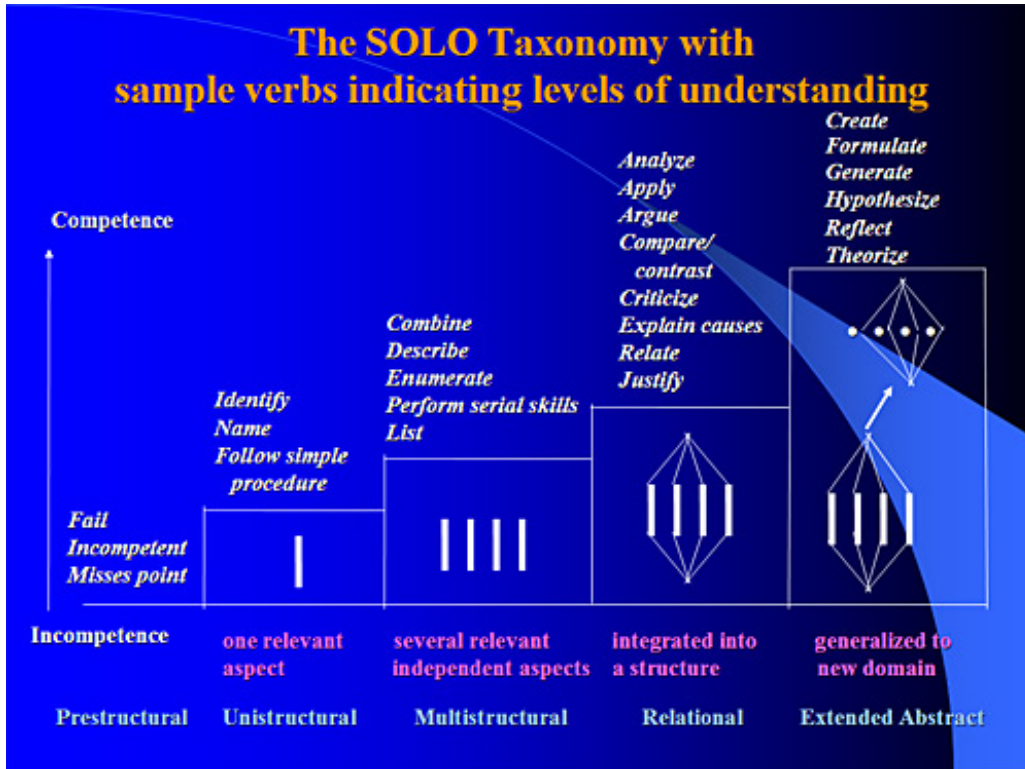 The SOLO Taxonomy with
sample verbs indicating levels of understanding
Competence
Incompetence
Fail
Incompetent
Misses point
Identify
Name
Follow simple
procedure
Combine
Describe
Enumerate
Perform serial skills
List
Analyze
Apply
Argue
Compare/
contrast
Criticize
Explain causes
Relate
Justify
Create
Formulate
Generate
Hypothesize
Reflect
Theorize
one relevant
aspect
several relevant
independent aspects
integrated into
a structure
generalized to
new domain
Prestructural
Unistructural
Multistructural
Relational
Extended Abstract